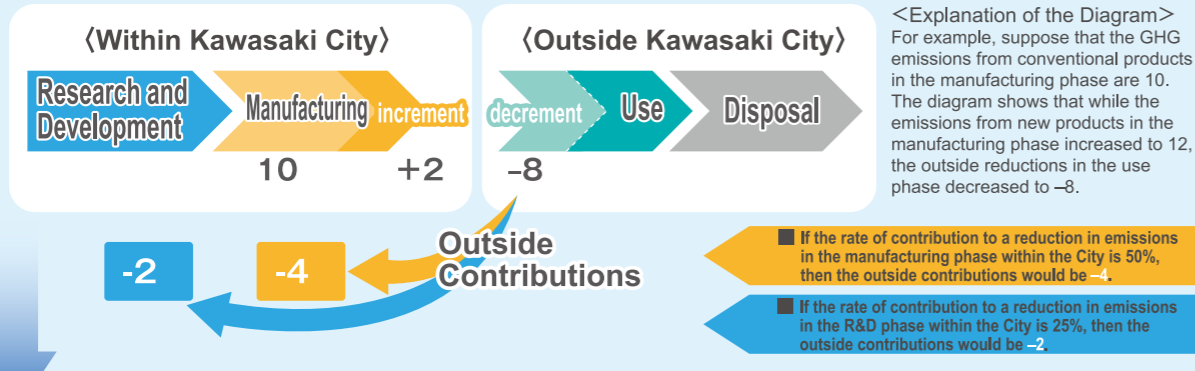 〈Within Kawasaki City〉
Research and
Development
Manufacturing
increment
10
+2
〈Outside Kawasaki City〉
decrement
Use
Disposal
-8
<Explanation of the Diagram>
For example, suppose that the GHG
emissions from conventional products
in the manufacturing phase are 10.
The diagram shows that while the
emissions from new products in the
manufacturing phase increased to 12,
the outside reductions in the use
phase decreased to –8.
-2
-4
Outside
Contributions
■ If the rate of contribution to a reduction in emissions
in the manufacturing phase within the City is 50%,
then the outside contributions would be –4.
■ If the rate of contribution to a reduction in emissions
in the R&D phase within the City is 25%, then the
outside contributions would be –2.